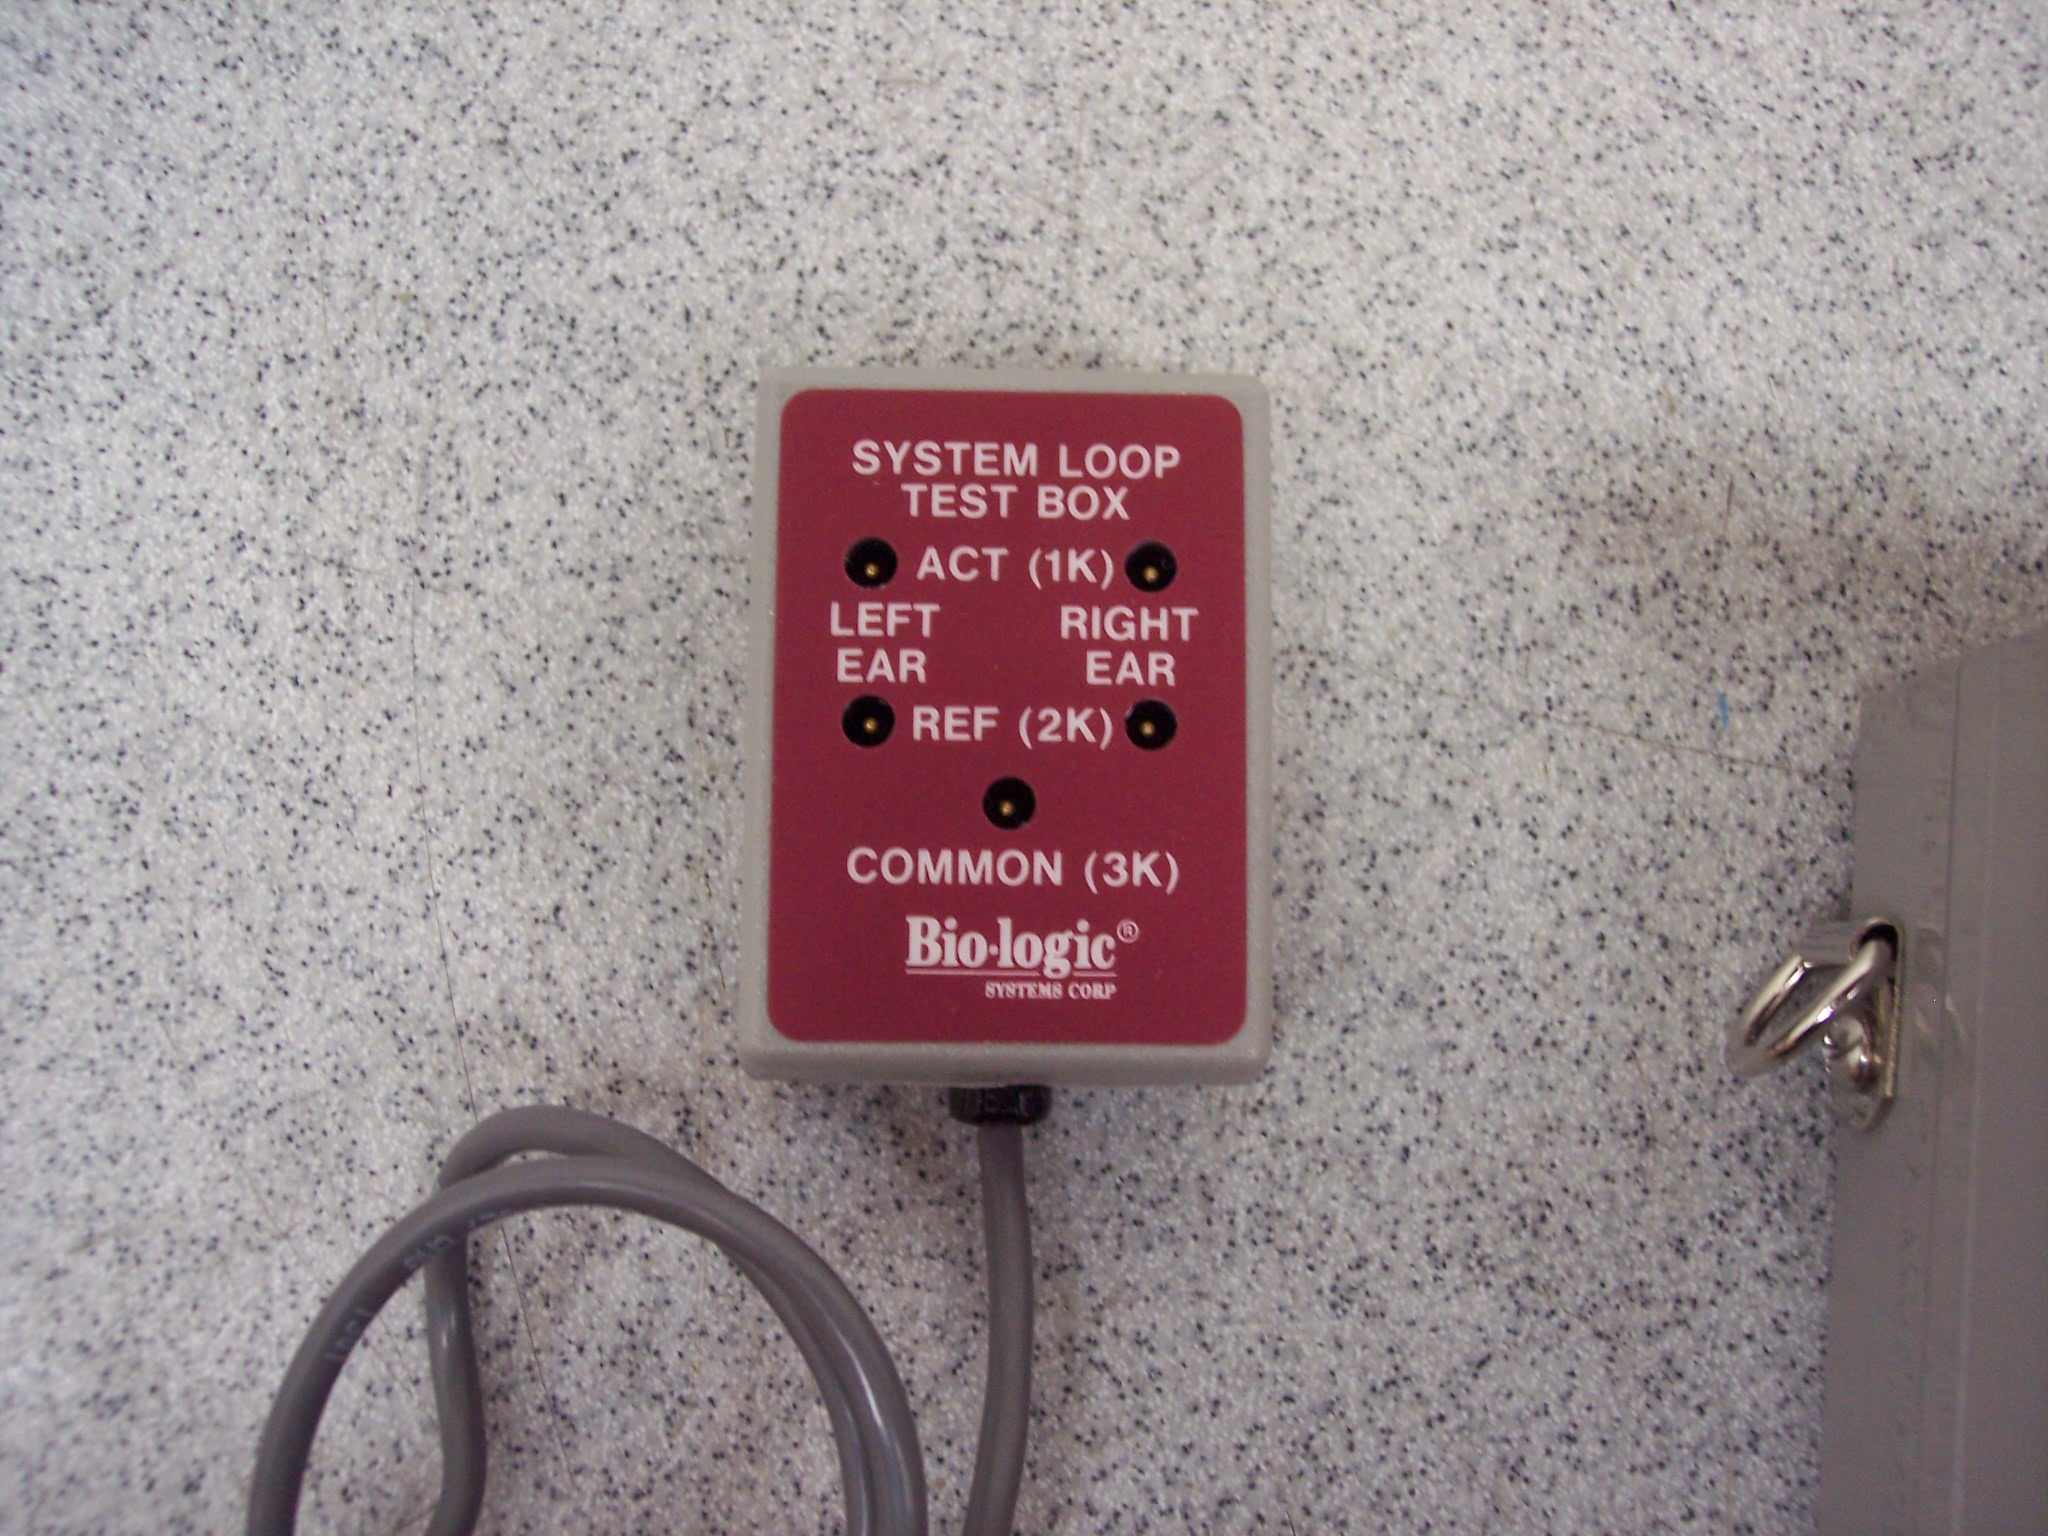 SYSTEM LOOP
TEST BOX
ACT (1K)
LEFT EAR
RIGHT EAR
REF (2K)
COMMON (3K)
Bio·logic®
SYSTEMS CORP